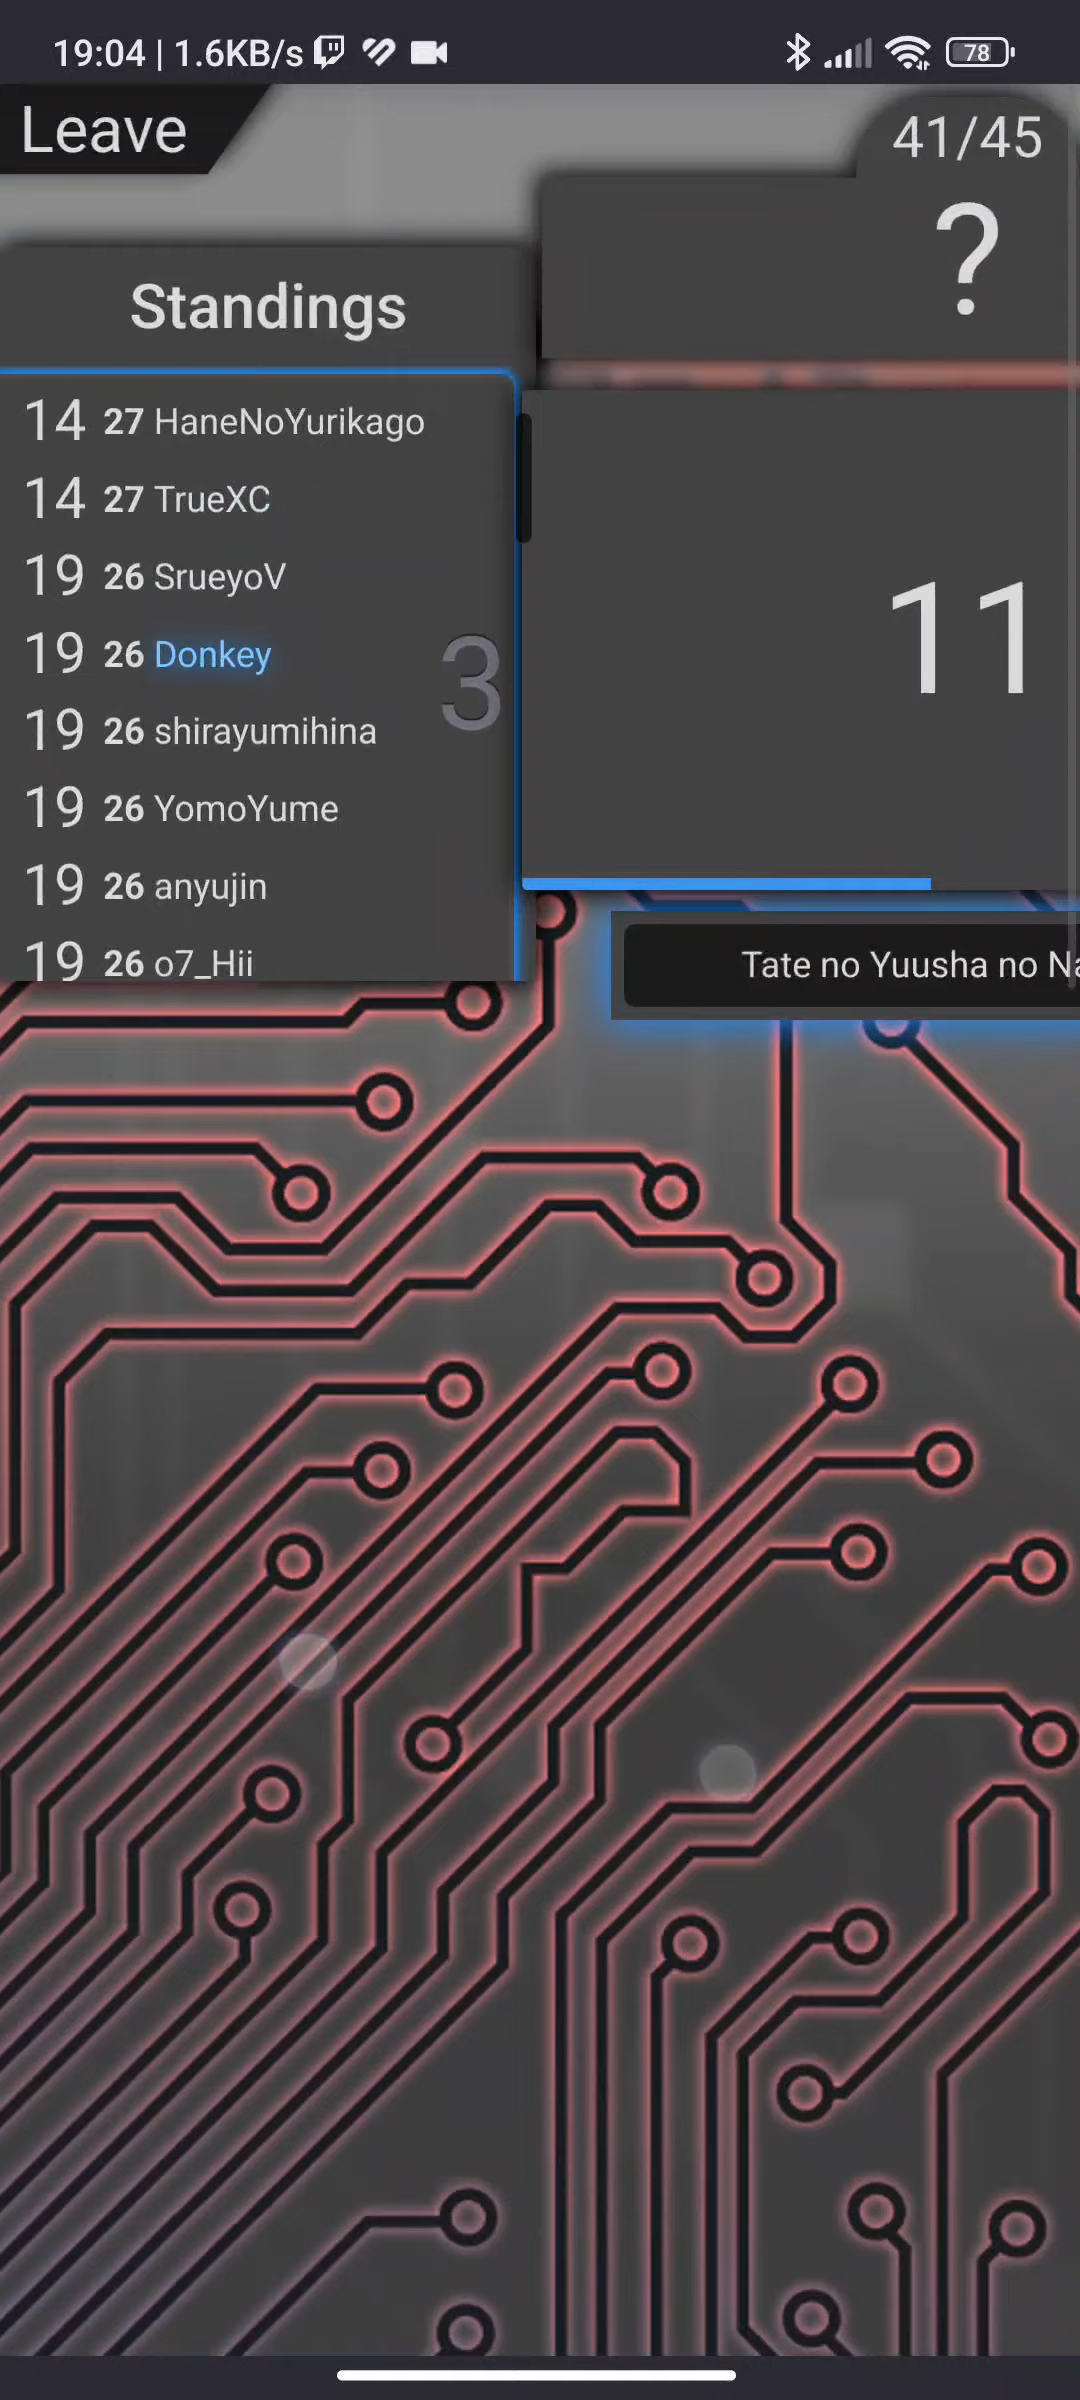 19:04 | 1.6KB/s
78
Leave
41/45
?
Standings
14 27 HaneNoYurikago
14 27 TrueXC
19 26 SrueyoV
19 26 Donkey
3
19 26 shirayumihina
19 26 YomoYume
19 26 anyujin
19 26 o7_Hii
11
Tate no Yuusha no Na